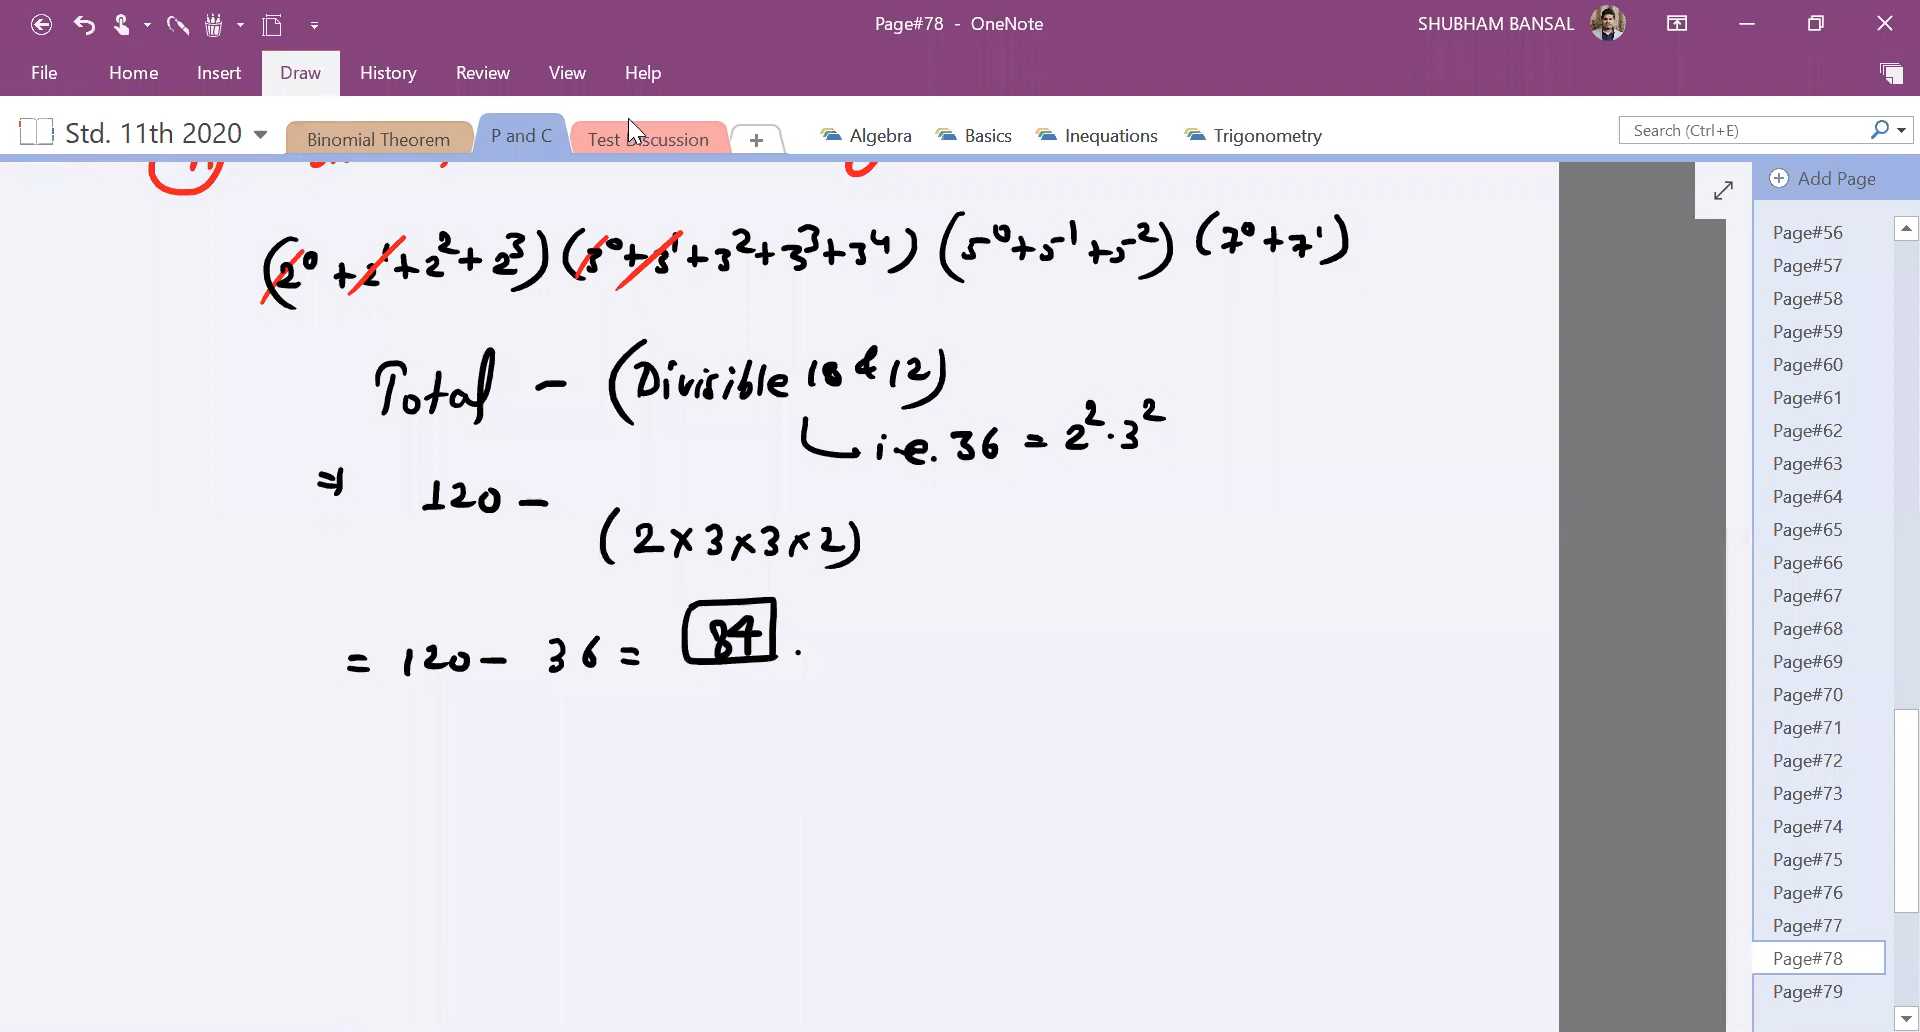 Page#78 - OneNote
SHUBHAM BANSAL
File Home Insert Draw History Review View Help
Std. 11th 2020
Binomial Theorem
P and C
Test Discussion
Algebra
Basics
Inequations
Trigonometry
Search (Ctrl+E)
Add Page
(2⁰ + 2¹ + 2² + 2³) (3⁰ + 3¹ + 3² + 3³ + 3⁴) (5⁰ + 5¹ + 5²) (7⁰ + 7¹)
Total - (Divisible 18 & 12)
i.e. 36 = 2² · 3²
⇒ 120 -
(2 × 3 × 3 × 2)
= 120 - 36 = 84 .
Page#56
Page#57
Page#58
Page#59
Page#60
Page#61
Page#62
Page#63
Page#64
Page#65
Page#66
Page#67
Page#68
Page#69
Page#70
Page#71
Page#72
Page#73
Page#74
Page#75
Page#76
Page#77
Page#78
Page#79